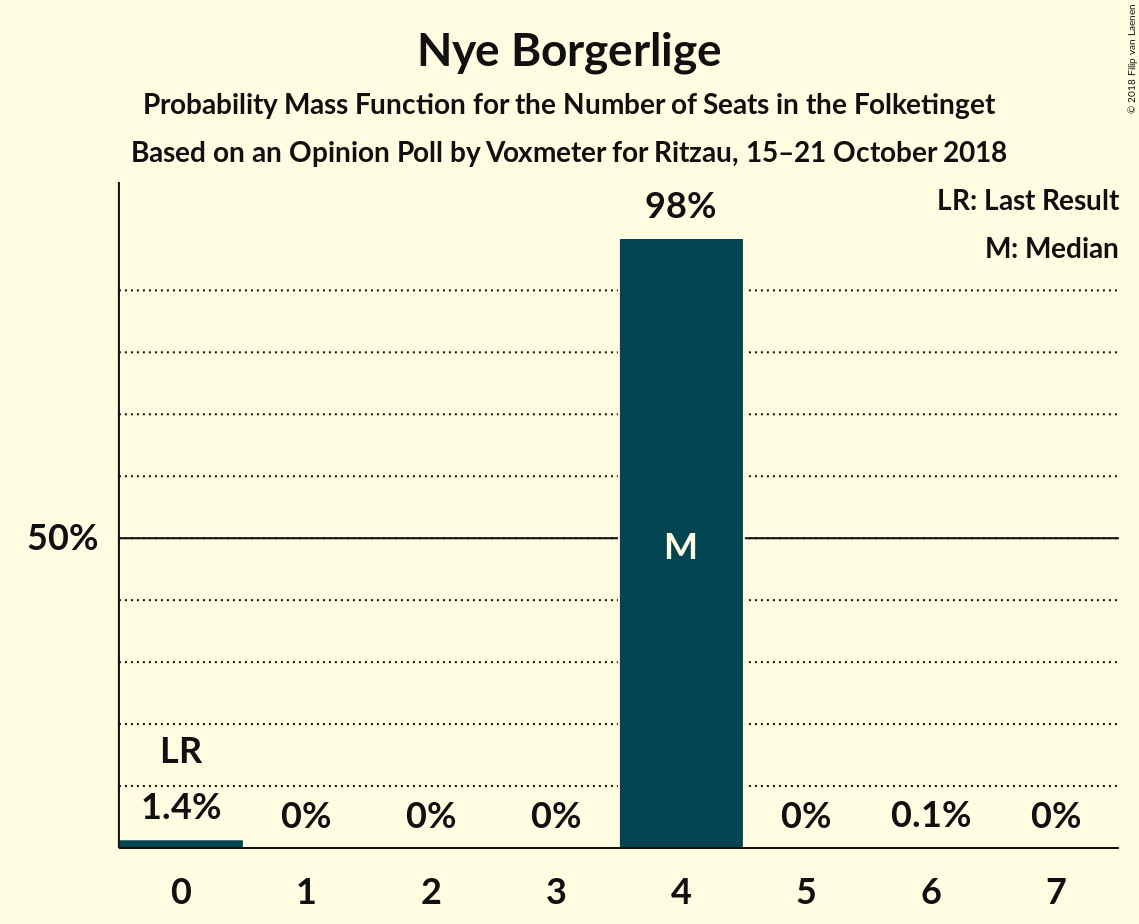 Nye Borgerlige
Probability Mass Function for the Number of Seats in the Folketinget
Based on an Opinion Poll by Voxmeter for Ritzau, 15–21 October 2018
© 2018 Filip van Laenen
LR: Last Result
M: Median
98%
50%
M
LR
1.4%
0%
0%
0%
0%
0.1%
0%
0
1
2
3
4
5
6
7